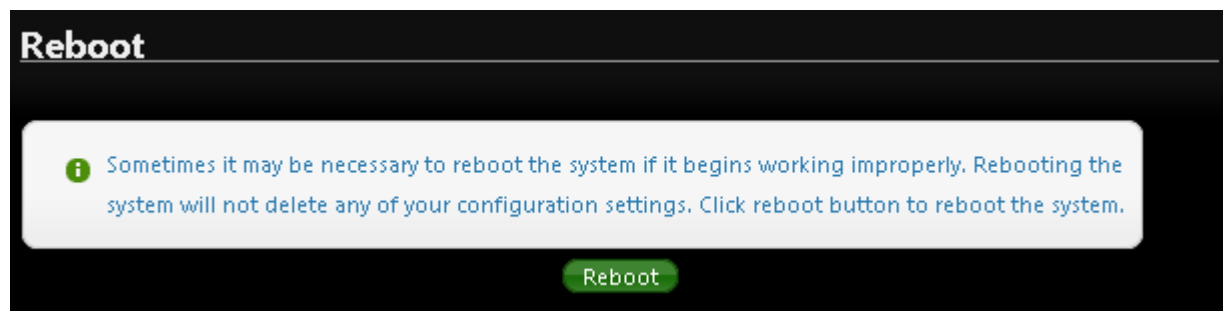 Reboot
Sometimes it may be necessary to reboot the system if it begins working improperly. Rebooting the
system will not delete any of your configuration settings. Click reboot button to reboot the system.
Reboot